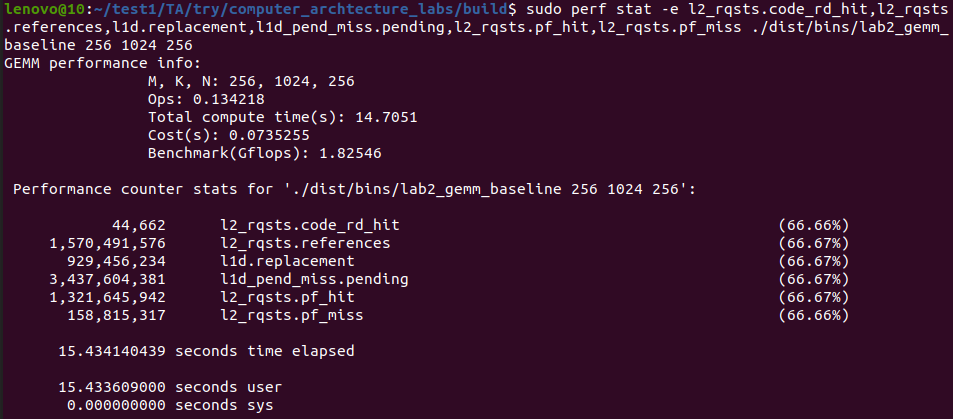 lenovo@10:~/test1/TA/try/computer_archtecture_labs/build$ sudo perf stat -e l2_rqsts.code_rd_hit,l2_rqsts
.references,l1d.replacement,l1d_pend_miss.pending,l2_rqsts.pf_hit,l2_rqsts.pf_miss ./dist/bins/lab2_gemm_
baseline 256 1024 256
GEMM performance info:
M, K, N: 256, 1024, 256
Ops: 0.134218
Total compute time(s): 14.7051
Cost(s): 0.0735255
Benchmark(Gflops): 1.82546
Performance counter stats for './dist/bins/lab2_gemm_baseline 256 1024 256':
44,662 l2_rqsts.code_rd_hit (66.66%)
1,570,491,576 l2_rqsts.references (66.67%)
929,456,234 l1d.replacement (66.67%)
3,437,604,381 l1d_pend_miss.pending (66.67%)
1,321,645,942 l2_rqsts.pf_hit (66.67%)
158,815,317 l2_rqsts.pf_miss (66.66%)
15.434140439 seconds time elapsed
15.433609000 seconds user
0.000000000 seconds sys